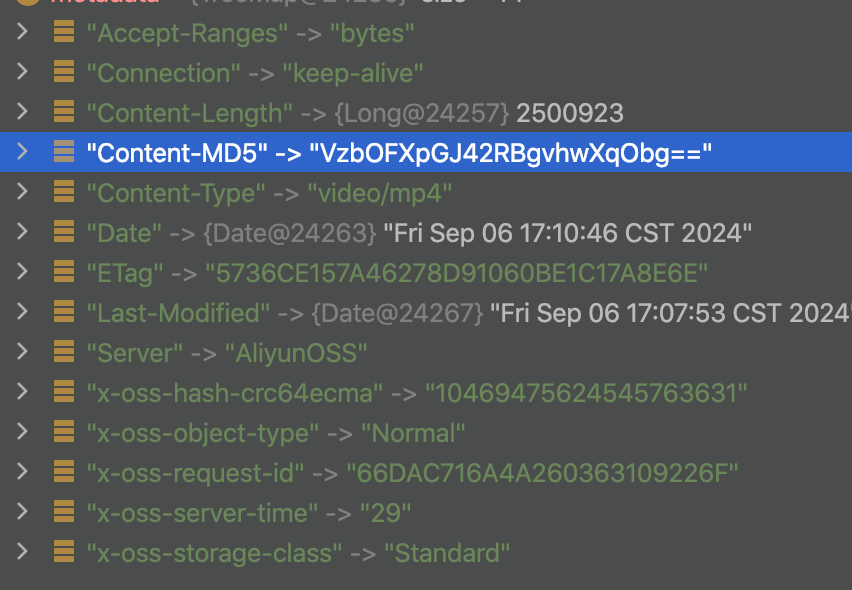 "Accept-Ranges" -> "bytes"
"Connection" -> "keep-alive"
"Content-Length" -> {Long@24257} 2500923
"Content-MD5" -> "VzbOFXpGJ42RBgvhwXqObg=="
"Content-Type" -> "video/mp4"
"Date" -> {Date@24263} "Fri Sep 06 17:10:46 CST 2024"
"ETag" -> "5736CE157A46278D91060BE1C17A8E6E"
"Last-Modified" -> {Date@24267} "Fri Sep 06 17:07:53 CST 2024"
"Server" -> "AliyunOSS"
"x-oss-hash-crc64ecma" -> "10469475624545763631"
"x-oss-object-type" -> "Normal"
"x-oss-request-id" -> "66DAC716A4A260363109226F"
"x-oss-server-time" -> "29"
"x-oss-storage-class" -> "Standard"